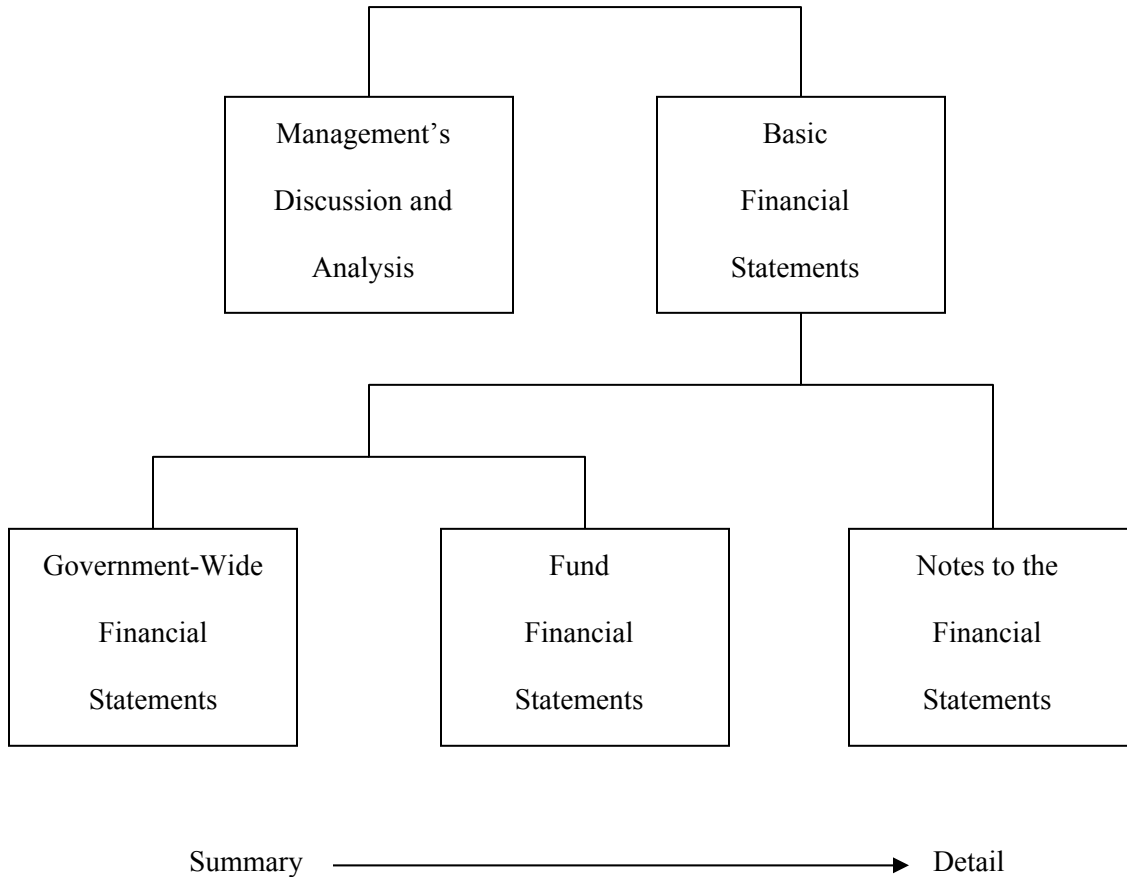 Management’s
Discussion and
Analysis
Basic
Financial
Statements
Government-Wide
Financial
Statements
Fund
Financial
Statements
Notes to the
Financial
Statements
Summary
Detail